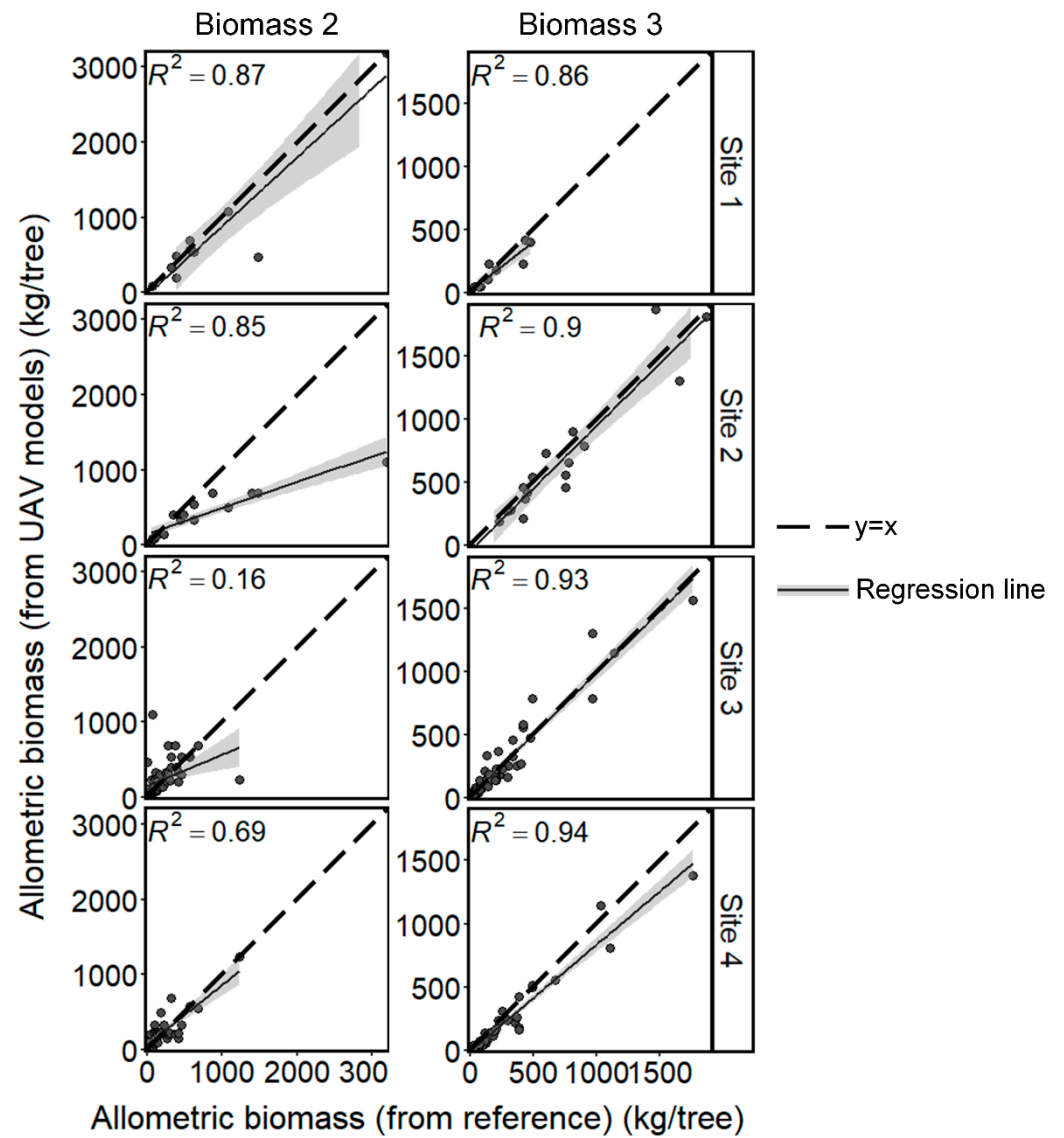 Biomass 2 Biomass 3
Allometric biomass (from UAV models) (kg/tree)
3000
2000
1000
0
R² = 0.87
1500
1000
500
0
R² = 0.86
Site 1
3000
2000
1000
0
R² = 0.85
1500
1000
500
0
R² = 0.9
Site 2
3000
2000
1000
0
R² = 0.16
1500
1000
500
0
R² = 0.93
Site 3
3000
2000
1000
0
R² = 0.69
1500
1000
500
0
R² = 0.94
Site 4
0 1000 2000 300 0 500 1000 1500
Allometric biomass (from reference) (kg/tree)
y=x
Regression line